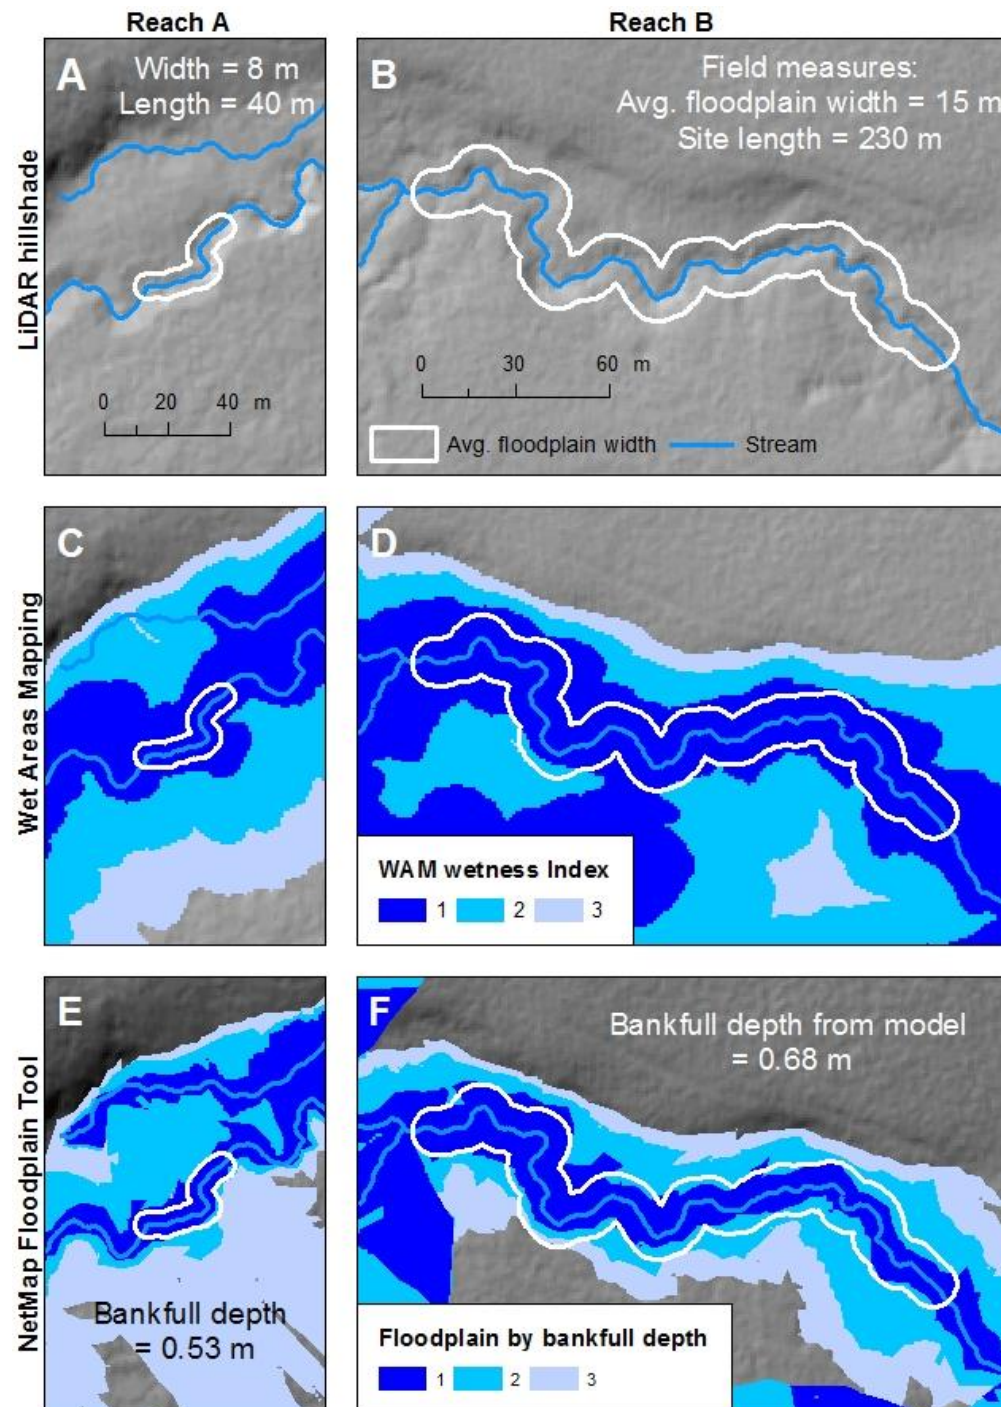 Reach A
Reach B
LiDAR hillshade
A
Width = 8 m
Length = 40 m
0 20 40 m
B
Field measures:
Avg. floodplain width = 15 m
Site length = 230 m
0 30 60 m
Avg. floodplain width Stream
Wet Areas Mapping
C
D
WAM wetness Index
1 2 3
NetMap Floodplain Tool
E
Bankfull depth
= 0.53 m
F
Bankfull depth from model
= 0.68 m
Floodplain by bankfull depth
1 2 3